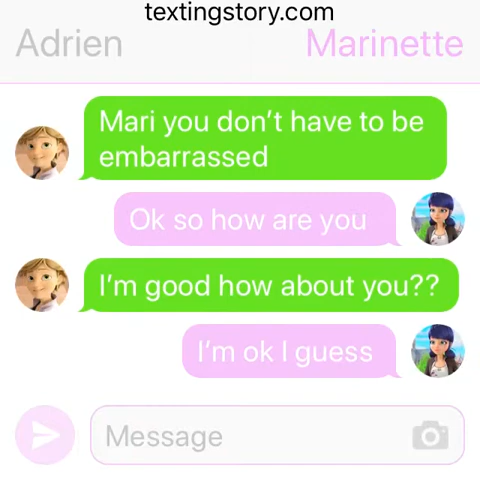 textingstory.com
Adrien Marinette
Mari you don't have to be
embarrassed
Ok so how are you
I'm good how about you??
I'm ok I guess
Message